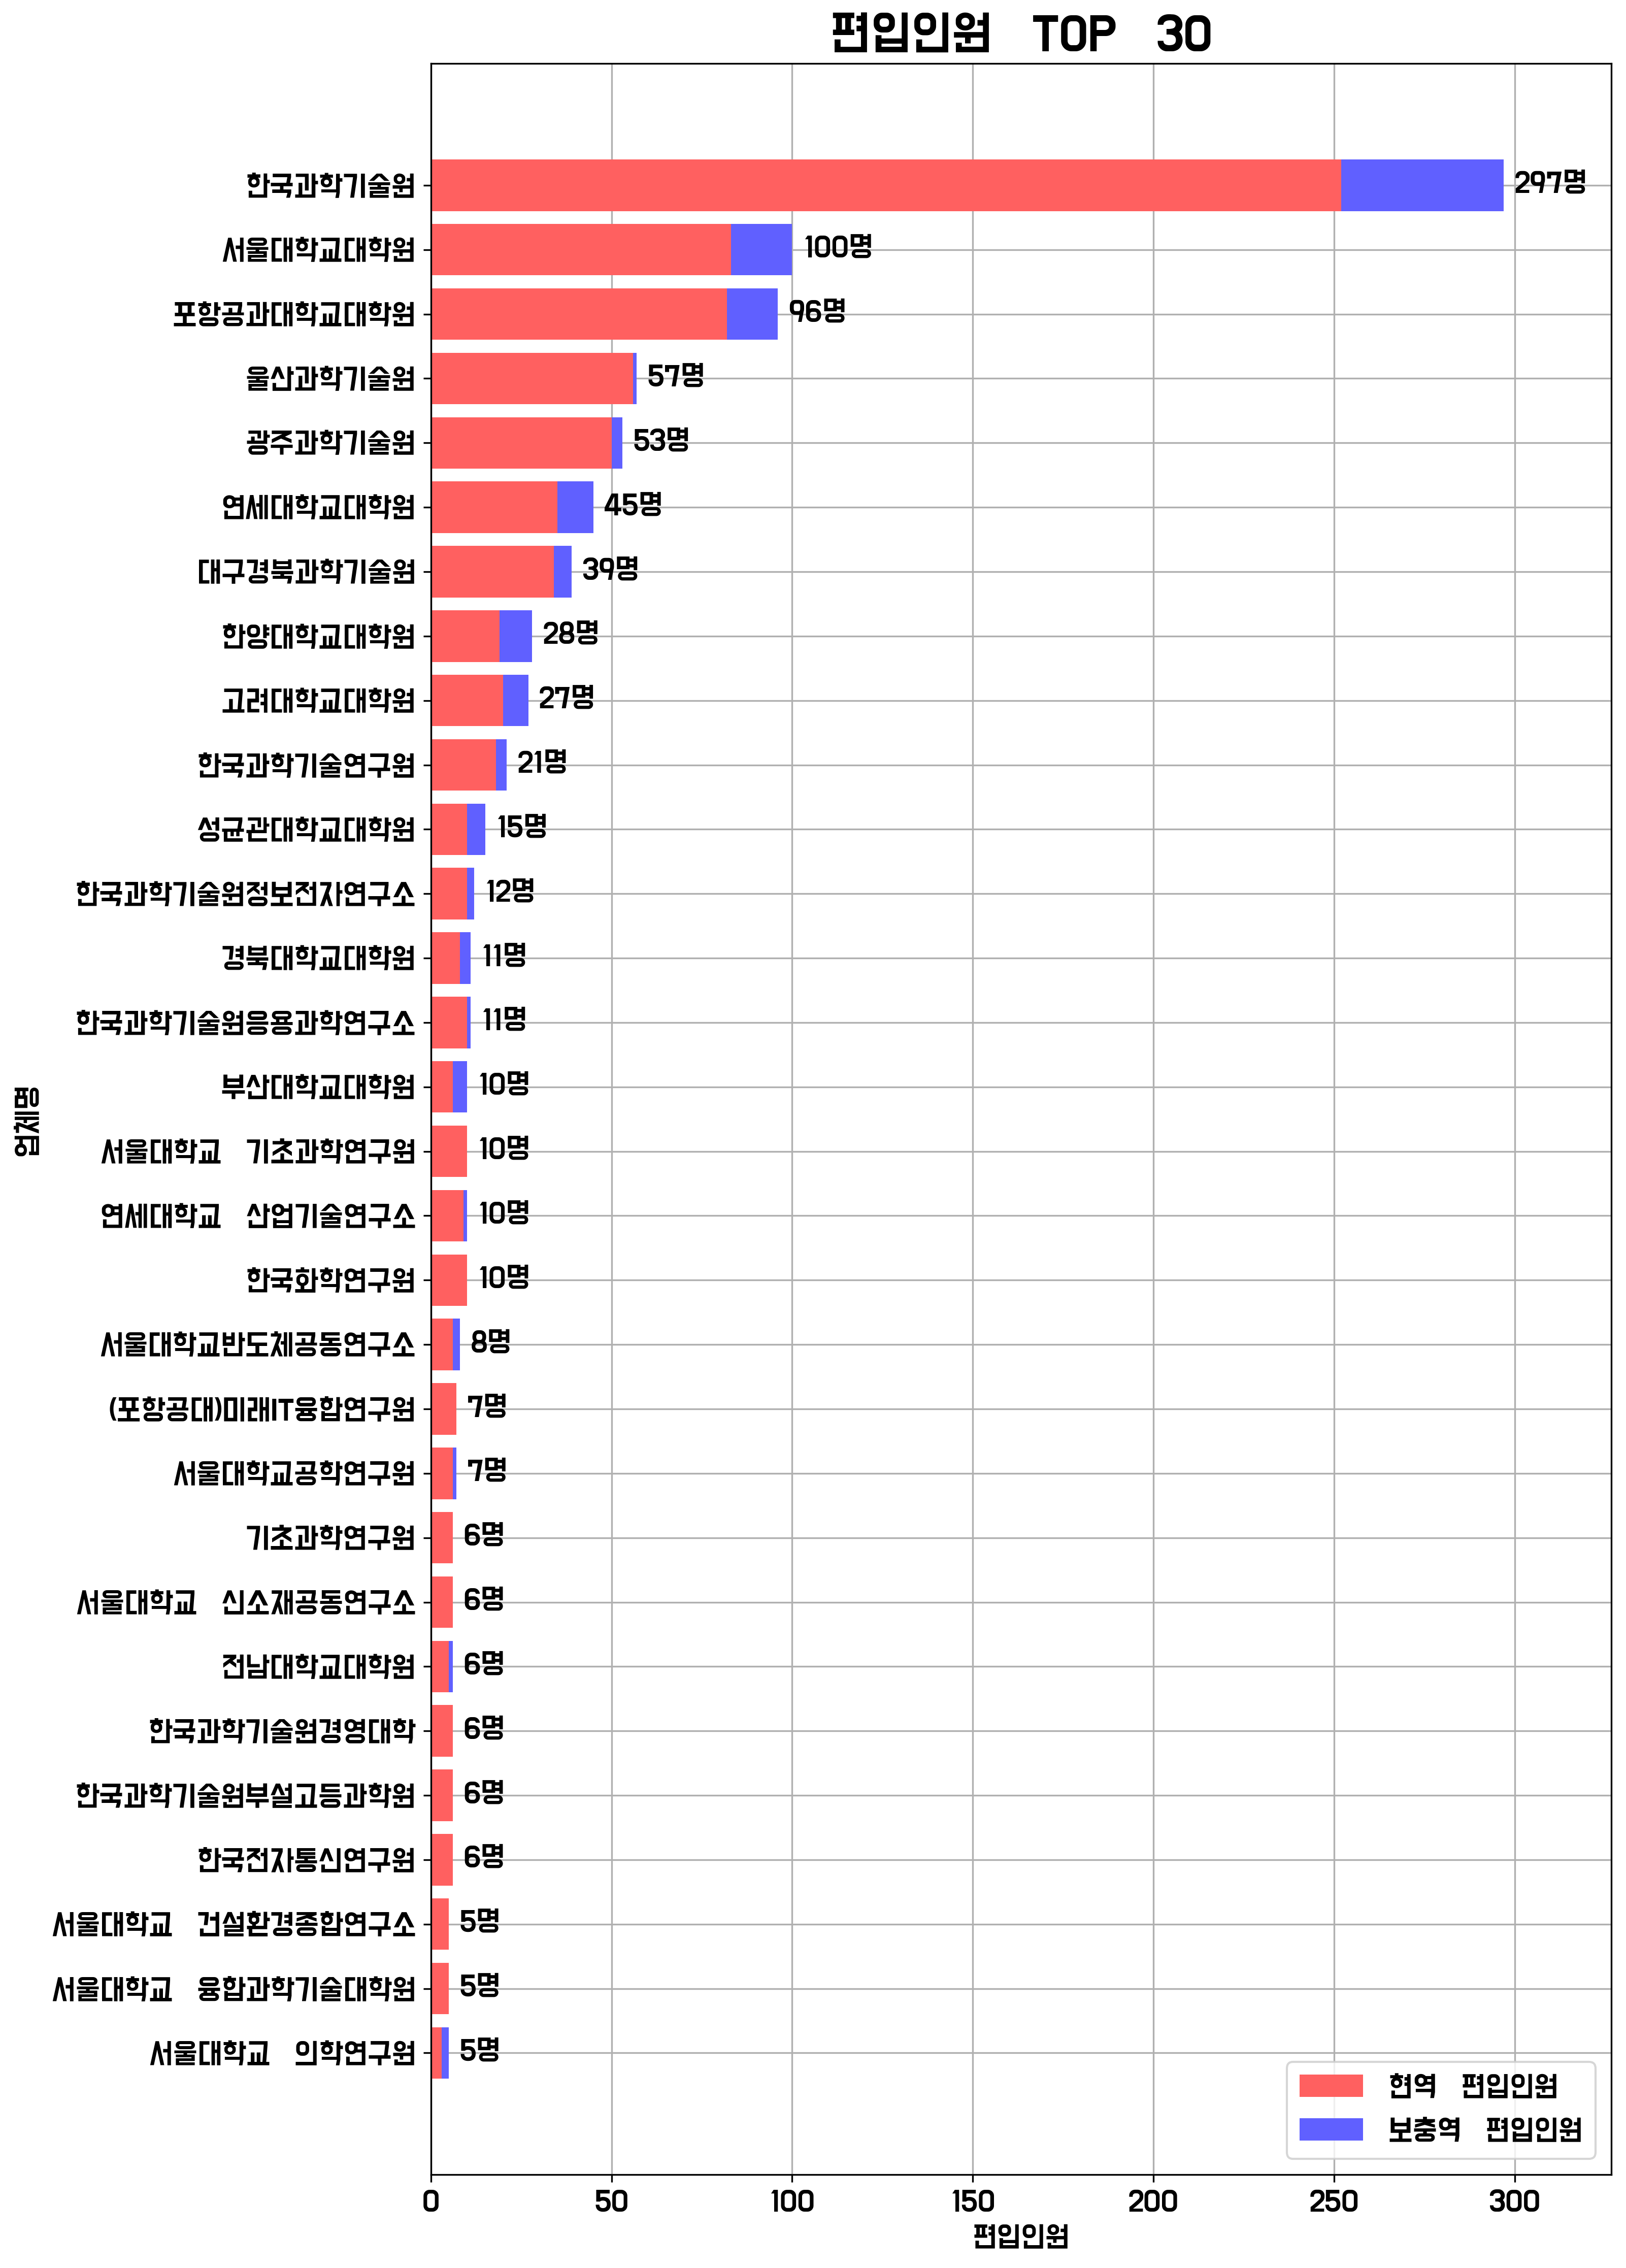 편입인원 TOP 30
한국과학기술원 297명
서울대학교대학원 100명
포항공과대학교대학원 96명
울산과학기술원 57명
광주과학기술원 53명
연세대학교대학원 45명
대구경북과학기술원 39명
한양대학교대학원 28명
고려대학교대학원 27명
한국과학기술연구원 21명
성균관대학교대학원 15명
한국과학기술원정보전자연구소 12명
경북대학교대학원 11명
한국과학기술원응용과학연구소 11명
부산대학교대학원 10명
서울대학교 기초과학연구원 10명
연세대학교 산업기술연구소 10명
한국화학연구원 10명
서울대학교반도체공동연구소 8명
(포항공대)미래IT융합연구원 7명
서울대학교공학연구원 7명
기초과학연구원 6명
서울대학교 신소재공동연구소 6명
전남대학교대학원 6명
한국과학기술원경영대학 6명
한국과학기술원부설고등과학원 6명
한국전자통신연구원 6명
서울대학교 건설환경종합연구소 5명
서울대학교 융합과학기술대학원 5명
서울대학교 의학연구원 5명
업체명
현역 편입인원
보충역 편입인원
0 50 100 150 200 250 300
편입인원